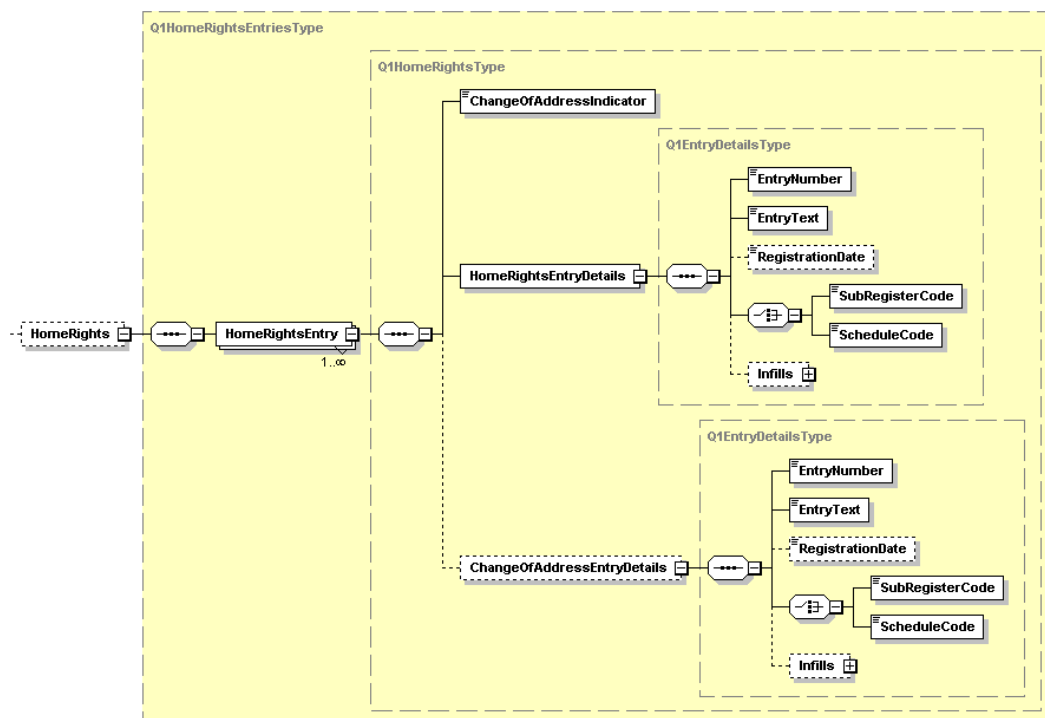 Q1HomeRightsEntriesType
Q1HomeRightsType
ChangeOfAddressIndicator
Q1EntryDetailsType
EntryNumber
EntryText
RegistrationDate
HomeRightsEntryDetails
SubRegisterCode
ScheduleCode
HomeRights
HomeRightsEntry
1..∞
Infills
Q1EntryDetailsType
EntryNumber
EntryText
RegistrationDate
ChangeOfAddressEntryDetails
SubRegisterCode
ScheduleCode
Infills